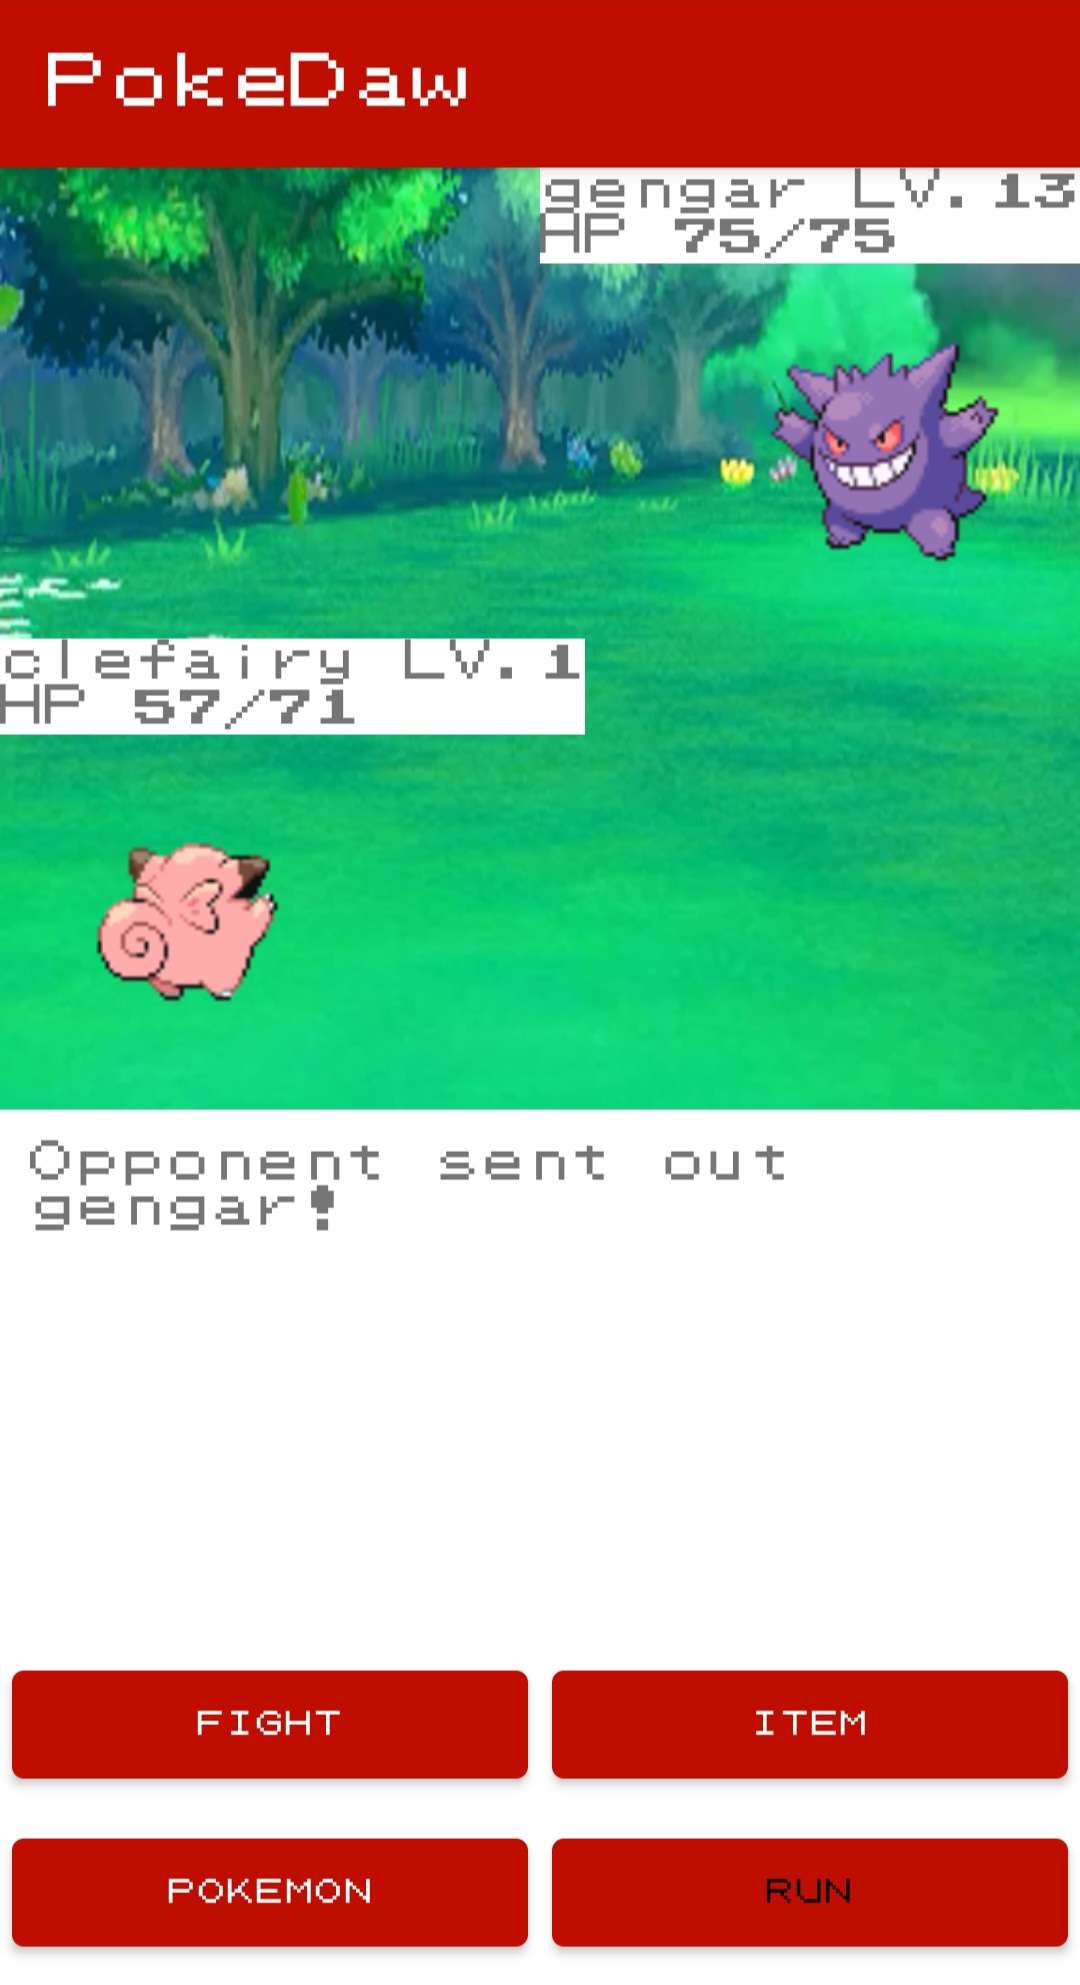 PokeDaw
gengar LV.13
HP 75/75
clefairy LV.1
HP 57/71
Opponent sent out
gengar!
FIGHT
ITEM
POKEMON
RUN